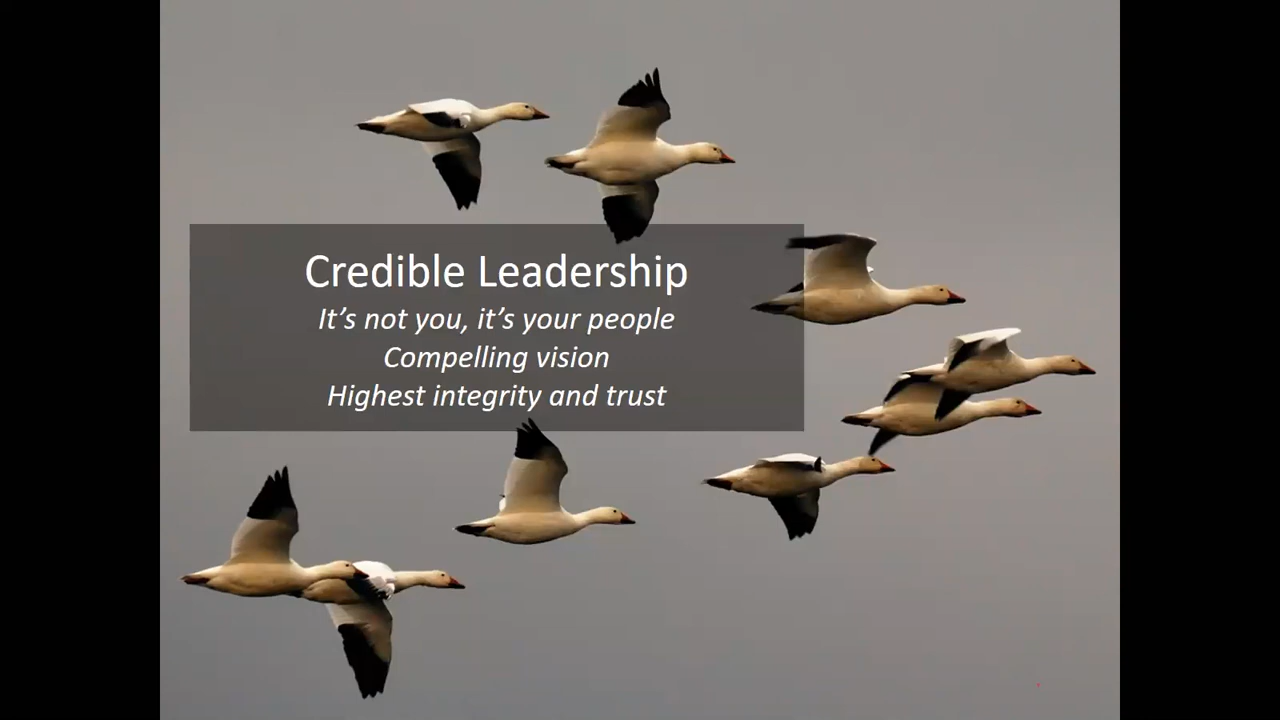 Credible Leadership
It’s not you, it’s your people
Compelling vision
Highest integrity and trust